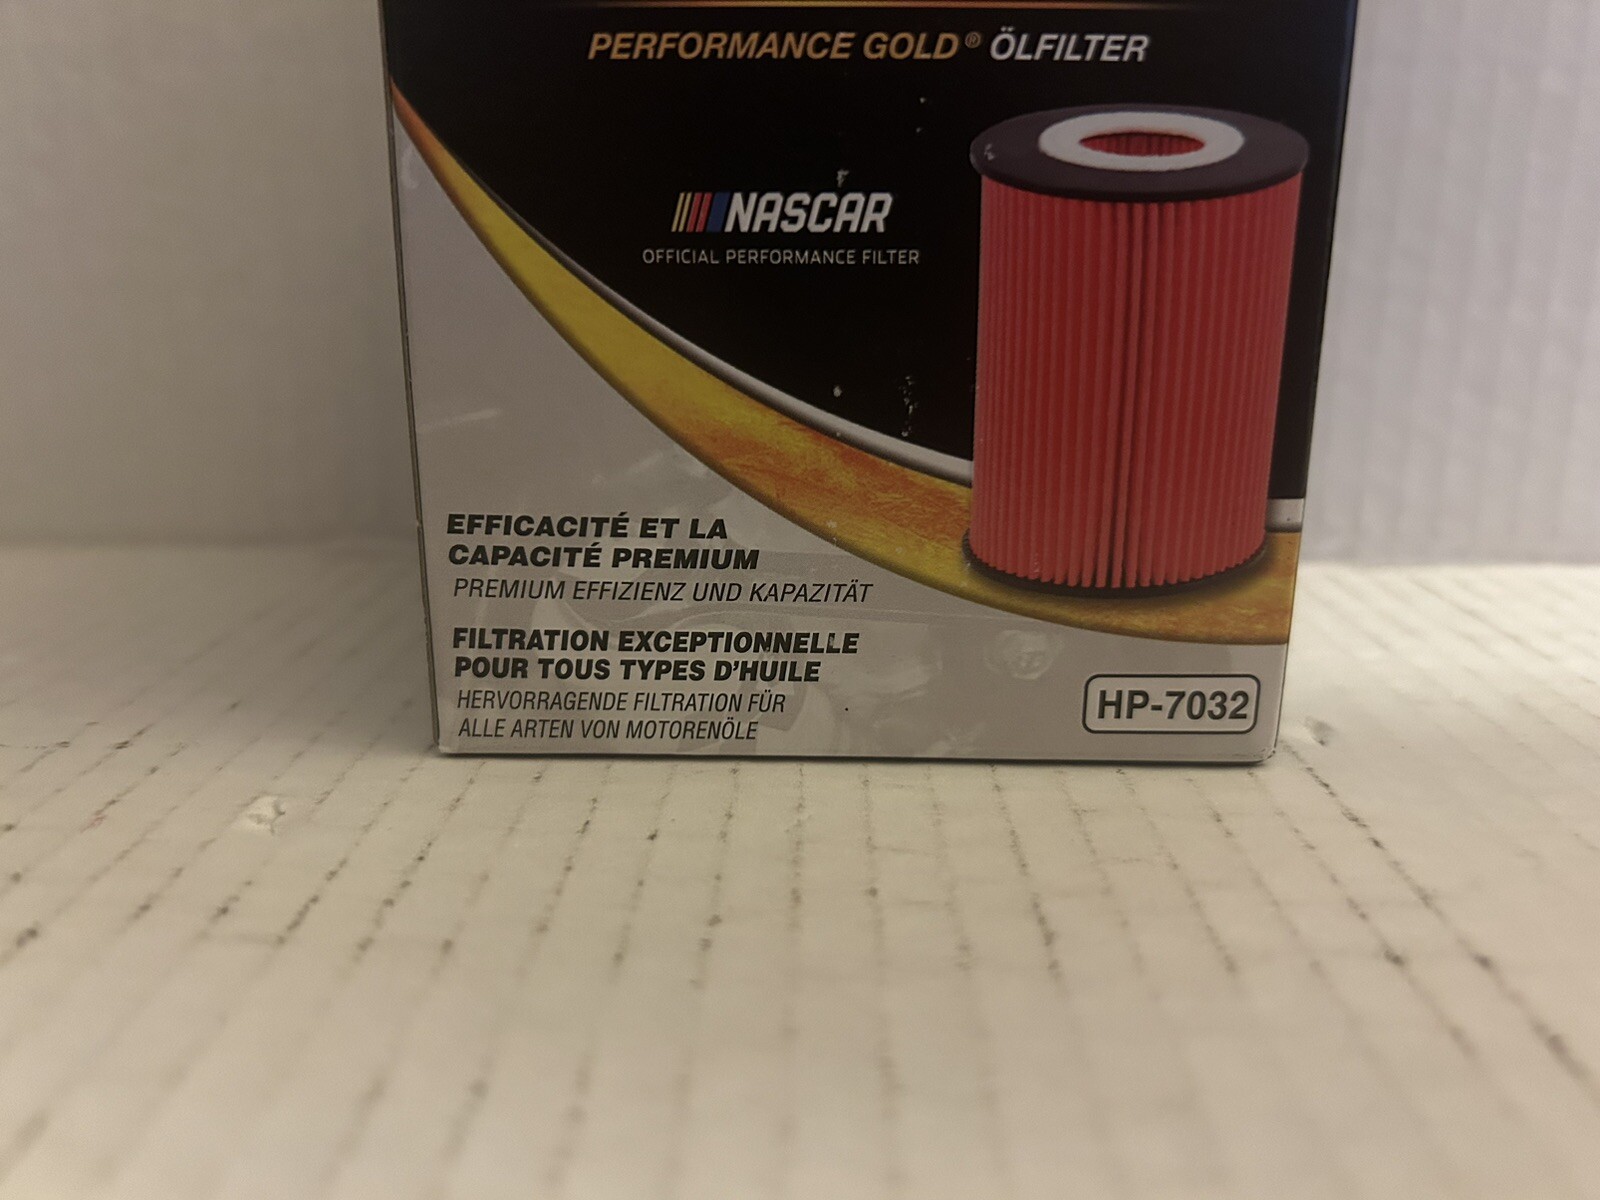 PERFORMANCE GOLD® ÖLFILTER
NASCAR
OFFICIAL PERFORMANCE FILTER
EFFICACITÉ ET LA
CAPACITÉ PREMIUM
PREMIUM EFFIZIENZ UND KAPAZITÄT
FILTRATION EXCEPTIONNELLE
POUR TOUS TYPES D'HUILE
HERVORRAGENDE FILTRATION FÜR
ALLE ARTEN VON MOTORENÖLE
HP-7032